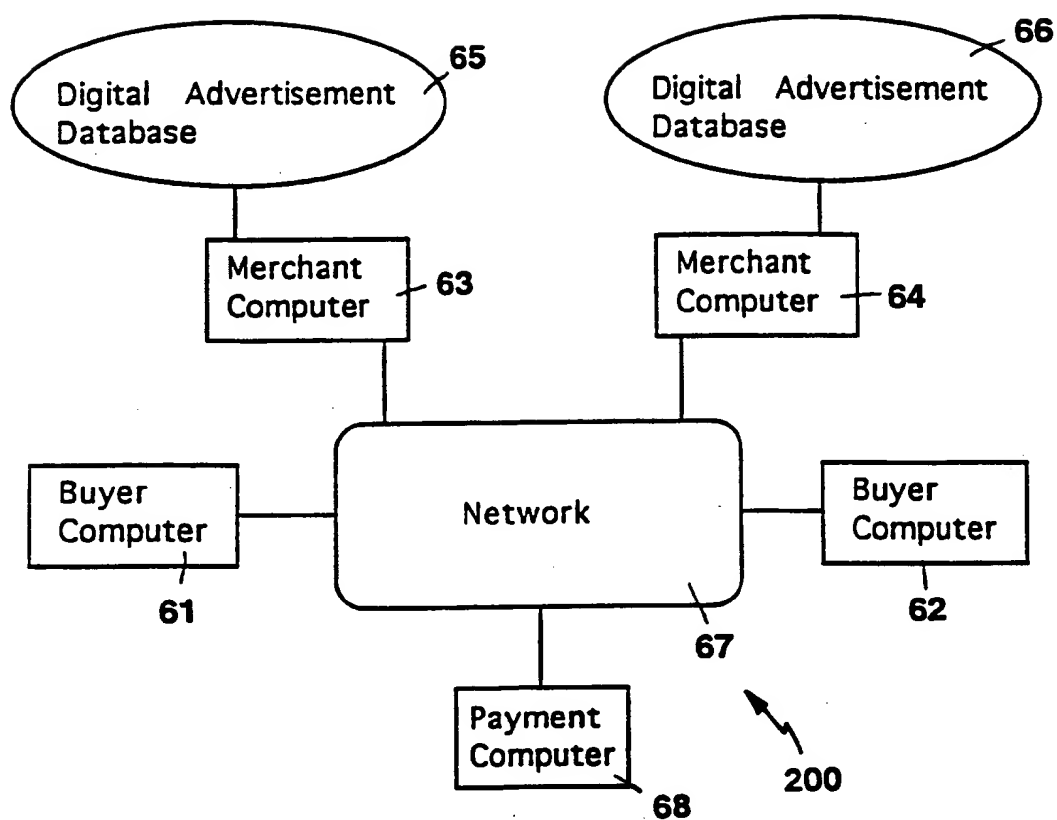 65
Digital Advertisement
Database
66
Digital Advertisement
Database
Merchant
Computer
63
Merchant
Computer
64
Buyer
Computer
61
Network
67
Buyer
Computer
62
Payment
Computer
68
200